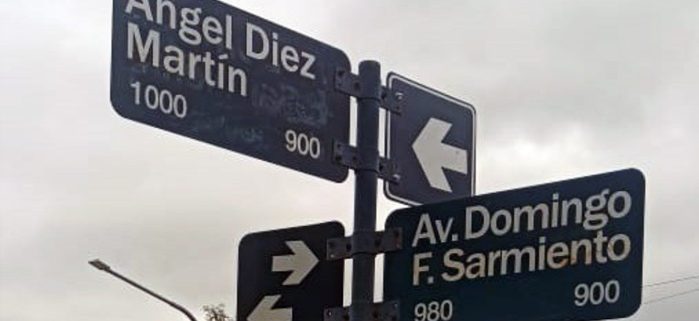 Angel Diez
Martín
1000 900
Av. Domingo
F. Sarmiento
980 900